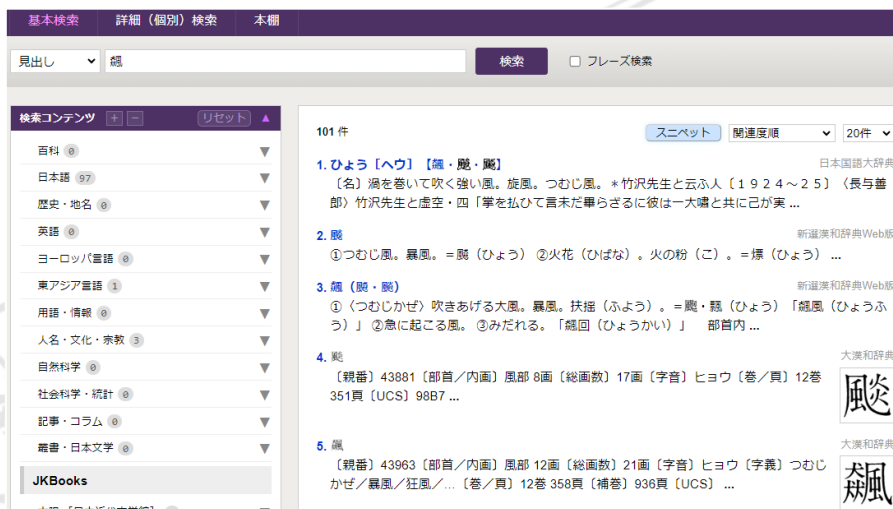 基本検索 詳細（個別）検索 本棚
見出し 飆 検索 フレーズ検索
検索コンテンツ + − リセット ▲
百科 0 ▼
日本語 97 ▼
歴史・地名 0 ▼
英語 0 ▼
ヨーロッパ言語 0 ▼
東アジア言語 1 ▼
用語・情報 0 ▼
人名・文化・宗教 3 ▼
自然科学 0 ▼
社会科学・統計 0 ▼
記事・コラム 0 ▼
叢書・日本文学 0 ▼
JKBooks
101 件 スニペット 関連度順 20件
1. ひょう［ヘウ］ 日本国語大辞典
〔名〕渦を巻いて吹く強い風。旋風。つむじ風。＊竹沢先生と云ふ人〔１９２４～２５〕〈長与善
郎〉竹沢先生と虚空・四「掌を払ひて言未だ畢らざるに彼は一大嘯と共に己が実 ...
2. 新選漢和辞典Web版
①つむじ風。暴風。＝飇（ひょう） ②火花（ひばな）。火の粉（こ）。＝熛（ひょう） ...
3. 新選漢和辞典Web版
①〈つむじかぜ〉吹きあげる大風。暴風。扶揺（ふよう）。 （ひょう）「飆風（ひょうふ
う）」 ②急に起こる風。 ③みだれる。「飆回（ひょうかい）」 部首内 ...
4. 大漢和辞典
〔親番〕43881〔部首／内画〕風部 8画〔総画数〕17画〔字音〕ヒョウ〔巻／頁〕12巻
351頁〔UCS〕98B7 ...
颷
5. 大漢和辞典
〔親番〕43963〔部首／内画〕風部 12画〔総画数〕21画〔字音〕ヒョウ〔字義〕つむじ
かぜ／暴風／狂風／...〔巻／頁〕12巻 358頁〔補巻〕936頁〔UCS〕 ...
飆